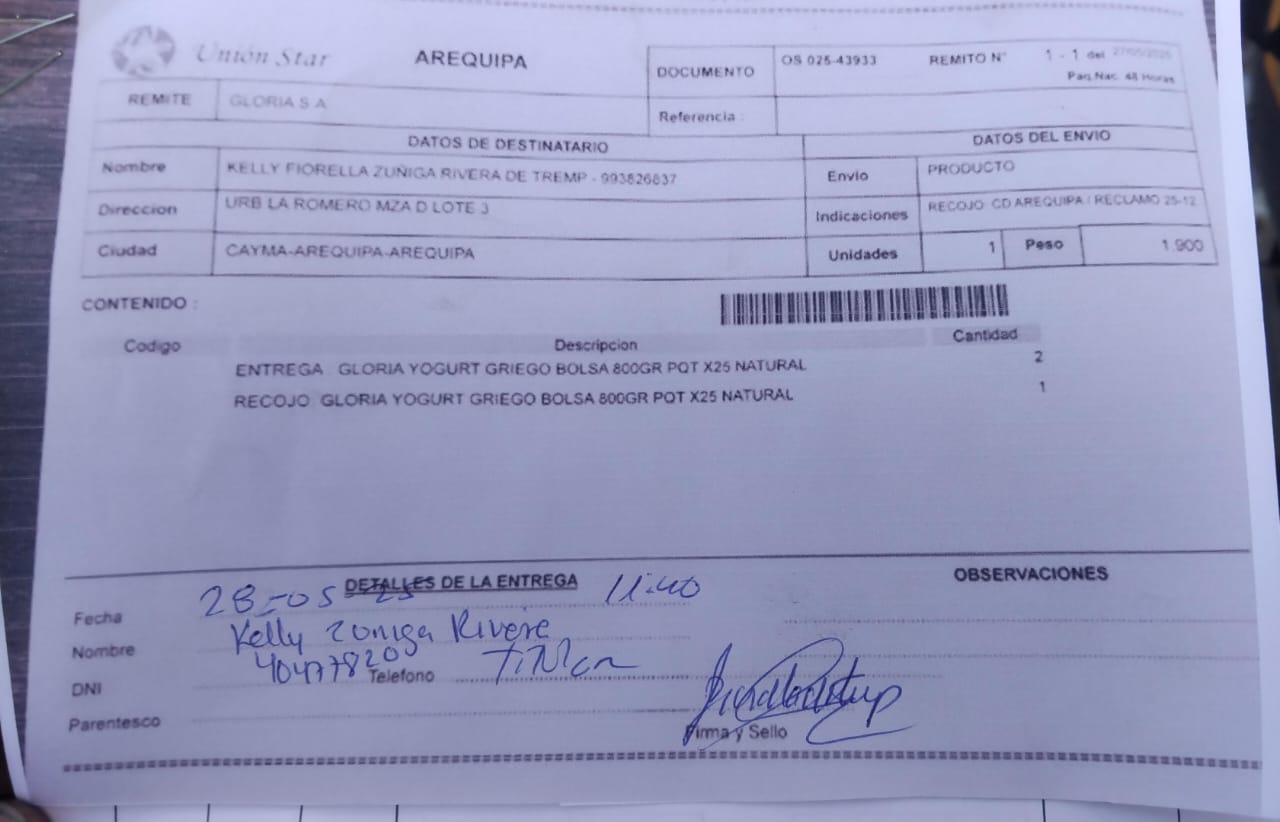 Unión Star AREQUIPA
DOCUMENTO OS 025-43933 REMITO N° 1 - 1 del 27/05/2025
Paq.Nac. 48 Horas
REMITE GLORIA S A
Referencia :
DATOS DE DESTINATARIO DATOS DEL ENVIO
Nombre KELLY FIORELLA ZUÑIGA RIVERA DE TREMP - 993826837
Envio PRODUCTO
Direccion URB LA ROMERO MZA D LOTE 3
Indicaciones RECOJO: CD AREQUIPA / RECLAMO 25-12
Ciudad CAYMA-AREQUIPA-AREQUIPA
Unidades 1 Peso 1.900
CONTENIDO :
Codigo Descripcion Cantidad
ENTREGA GLORIA YOGURT GRIEGO BOLSA 800GR PQT X25 NATURAL 2
RECOJO GLORIA YOGURT GRIEGO BOLSA 800GR PQT X25 NATURAL 1
DETALLES DE LA ENTREGA OBSERVACIONES
Fecha 28-05 25 11:40
Nombre Kelly Zuniga Rivera
DNI Telefono
Parentesco
Firma y Sello